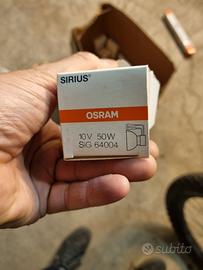 SIRIUS®
OSRAM
10V 50W
SiG 64004
subito